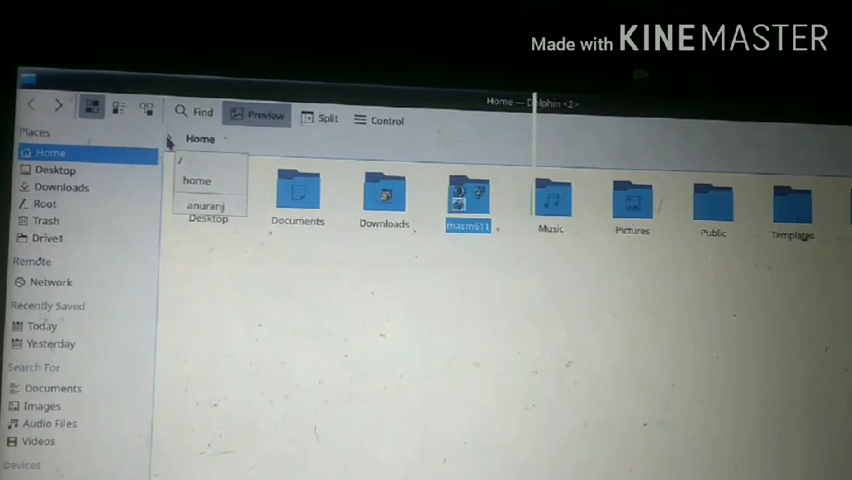 Made with KINEMASTER
Home — Dolphin <2>
Find
Preview
Split
Control
Places
Home
/
Home
home
Desktop
Downloads
anuranj
Root
Desktop
Documents
Downloads
masm611
Music
Pictures
Public
Templates
Trash
Drive1
Remote
Network
Recently Saved
Today
Yesterday
Search For
Documents
Images
Audio Files
Videos
Devices